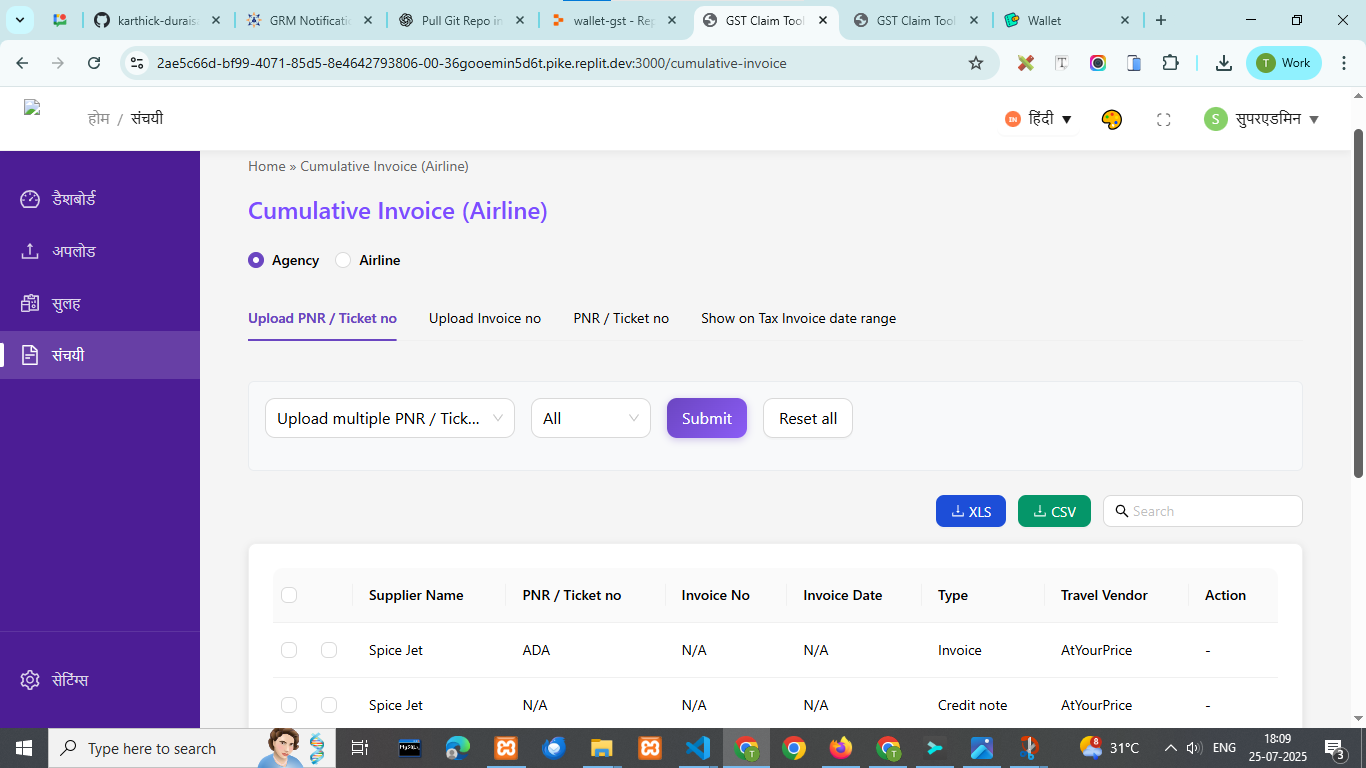 karthick-durais
GRM Notificatio
Pull Git Repo in
wallet-gst - Rep
GST Claim Tool
GST Claim Tool
Wallet
2ae5c66d-bf99-4071-85d5-8e4642793806-00-36gooemin5d6t.pike.replit.dev:3000/cumulative-invoice
T Work
होम / संचयी
EN हिंदी ▼
S सुपरएडमिन ▼
डैशबोर्ड
अपलोड
सुलह
संचयी
सेटिंग्स
Home » Cumulative Invoice (Airline)
Cumulative Invoice (Airline)
Agency Airline
Upload PNR / Ticket no Upload Invoice no PNR / Ticket no Show on Tax Invoice date range
Upload multiple PNR / Tick... All Submit Reset all
XLS CSV Search
Supplier Name PNR / Ticket no Invoice No Invoice Date Type Travel Vendor Action
Spice Jet ADA N/A N/A Invoice AtYourPrice -
Spice Jet N/A N/A N/A Credit note AtYourPrice -
Type here to search
MySQL
8 31°C ENG 18:09
25-07-2025
3